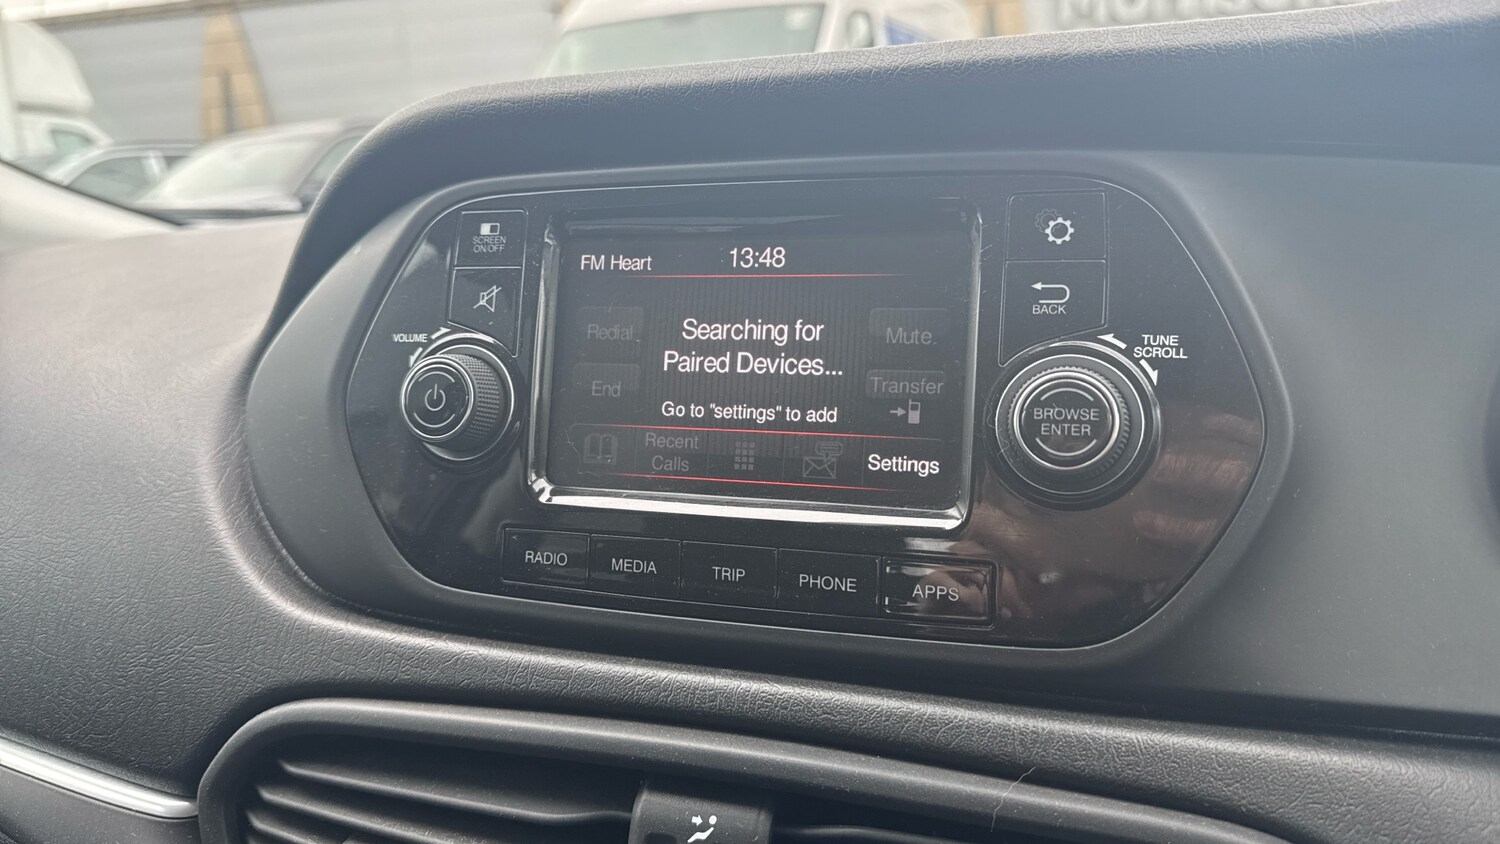 SCREEN
ON/OFF
VOLUME
FM Heart
13:48
Redial
Searching for
Paired Devices...
Mute
End
Transfer
Go to "settings" to add
Recent
Calls
Settings
BACK
TUNE
SCROLL
BROWSE
ENTER
RADIO
MEDIA
TRIP
PHONE
APPS